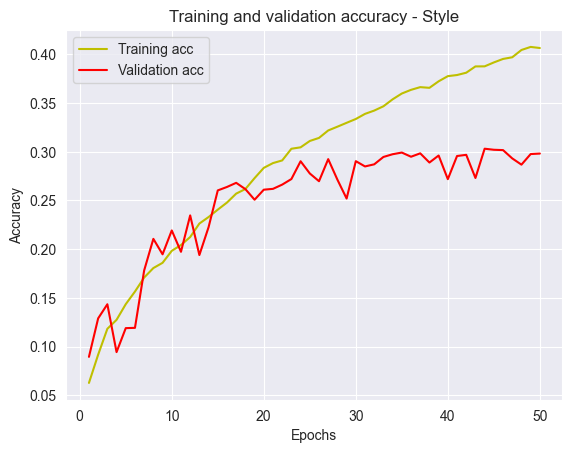 Training and validation accuracy - Style
Training acc
Validation acc
0.40
0.35
0.30
0.25
0.20
0.15
0.10
0.05
Accuracy
0 10 20 30 40 50
Epochs